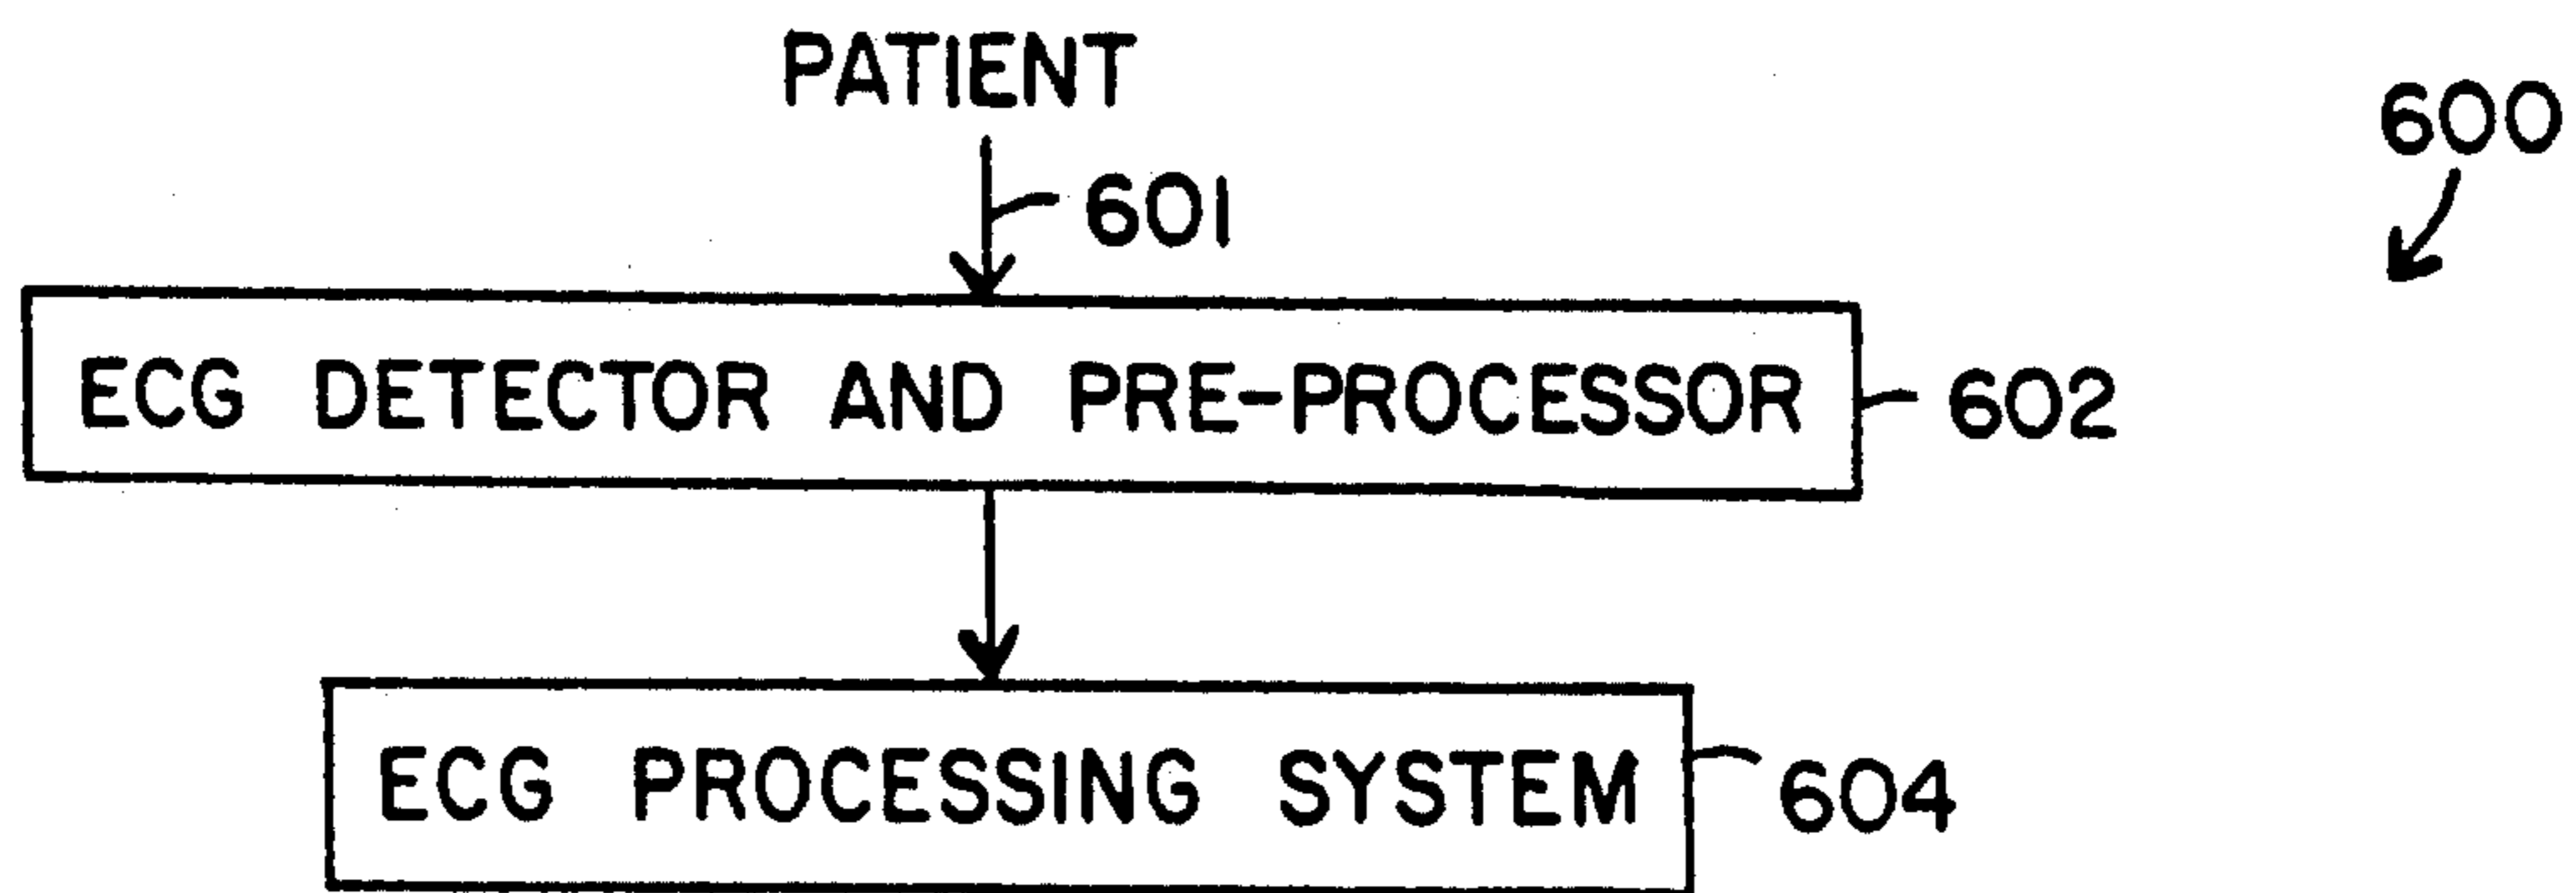 PATIENT
600
601
ECG DETECTOR AND PRE-PROCESSOR
602
ECG PROCESSING SYSTEM
604